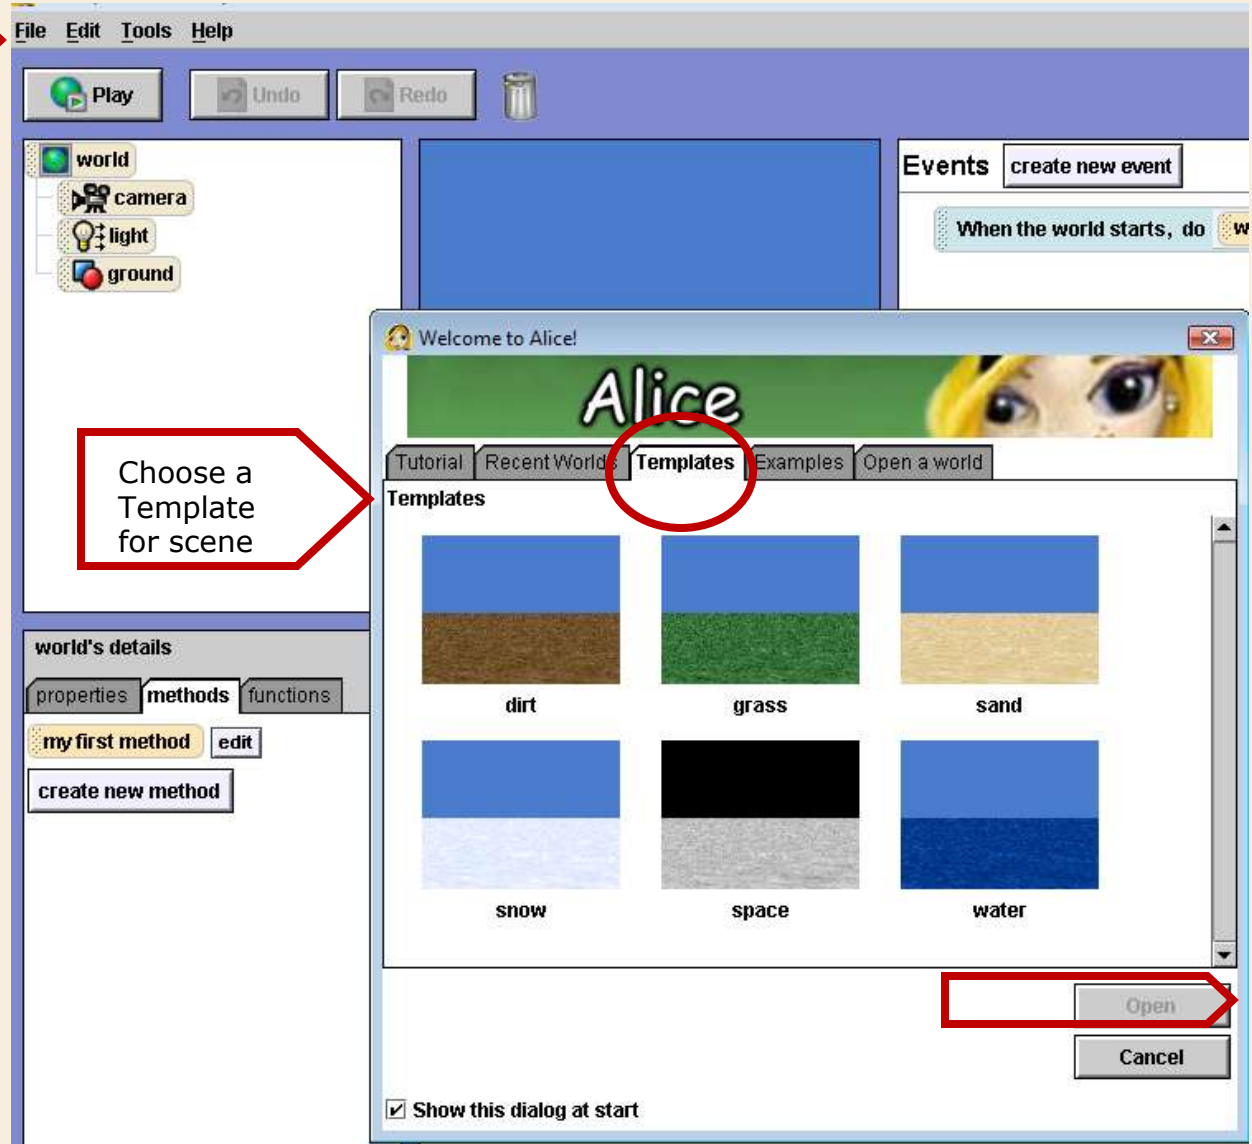 File Edit Tools Help
Play Undo Redo
world
camera
light
ground
Events create new event
When the world starts, do
Welcome to Alice!
Alice
Tutorial Recent Worlds Templates Examples Open a world
Choose a
Template
for scene
Templates
dirt grass sand
snow space water
world's details
properties methods functions
my first method edit
create new method
Open
Cancel
Show this dialog at start